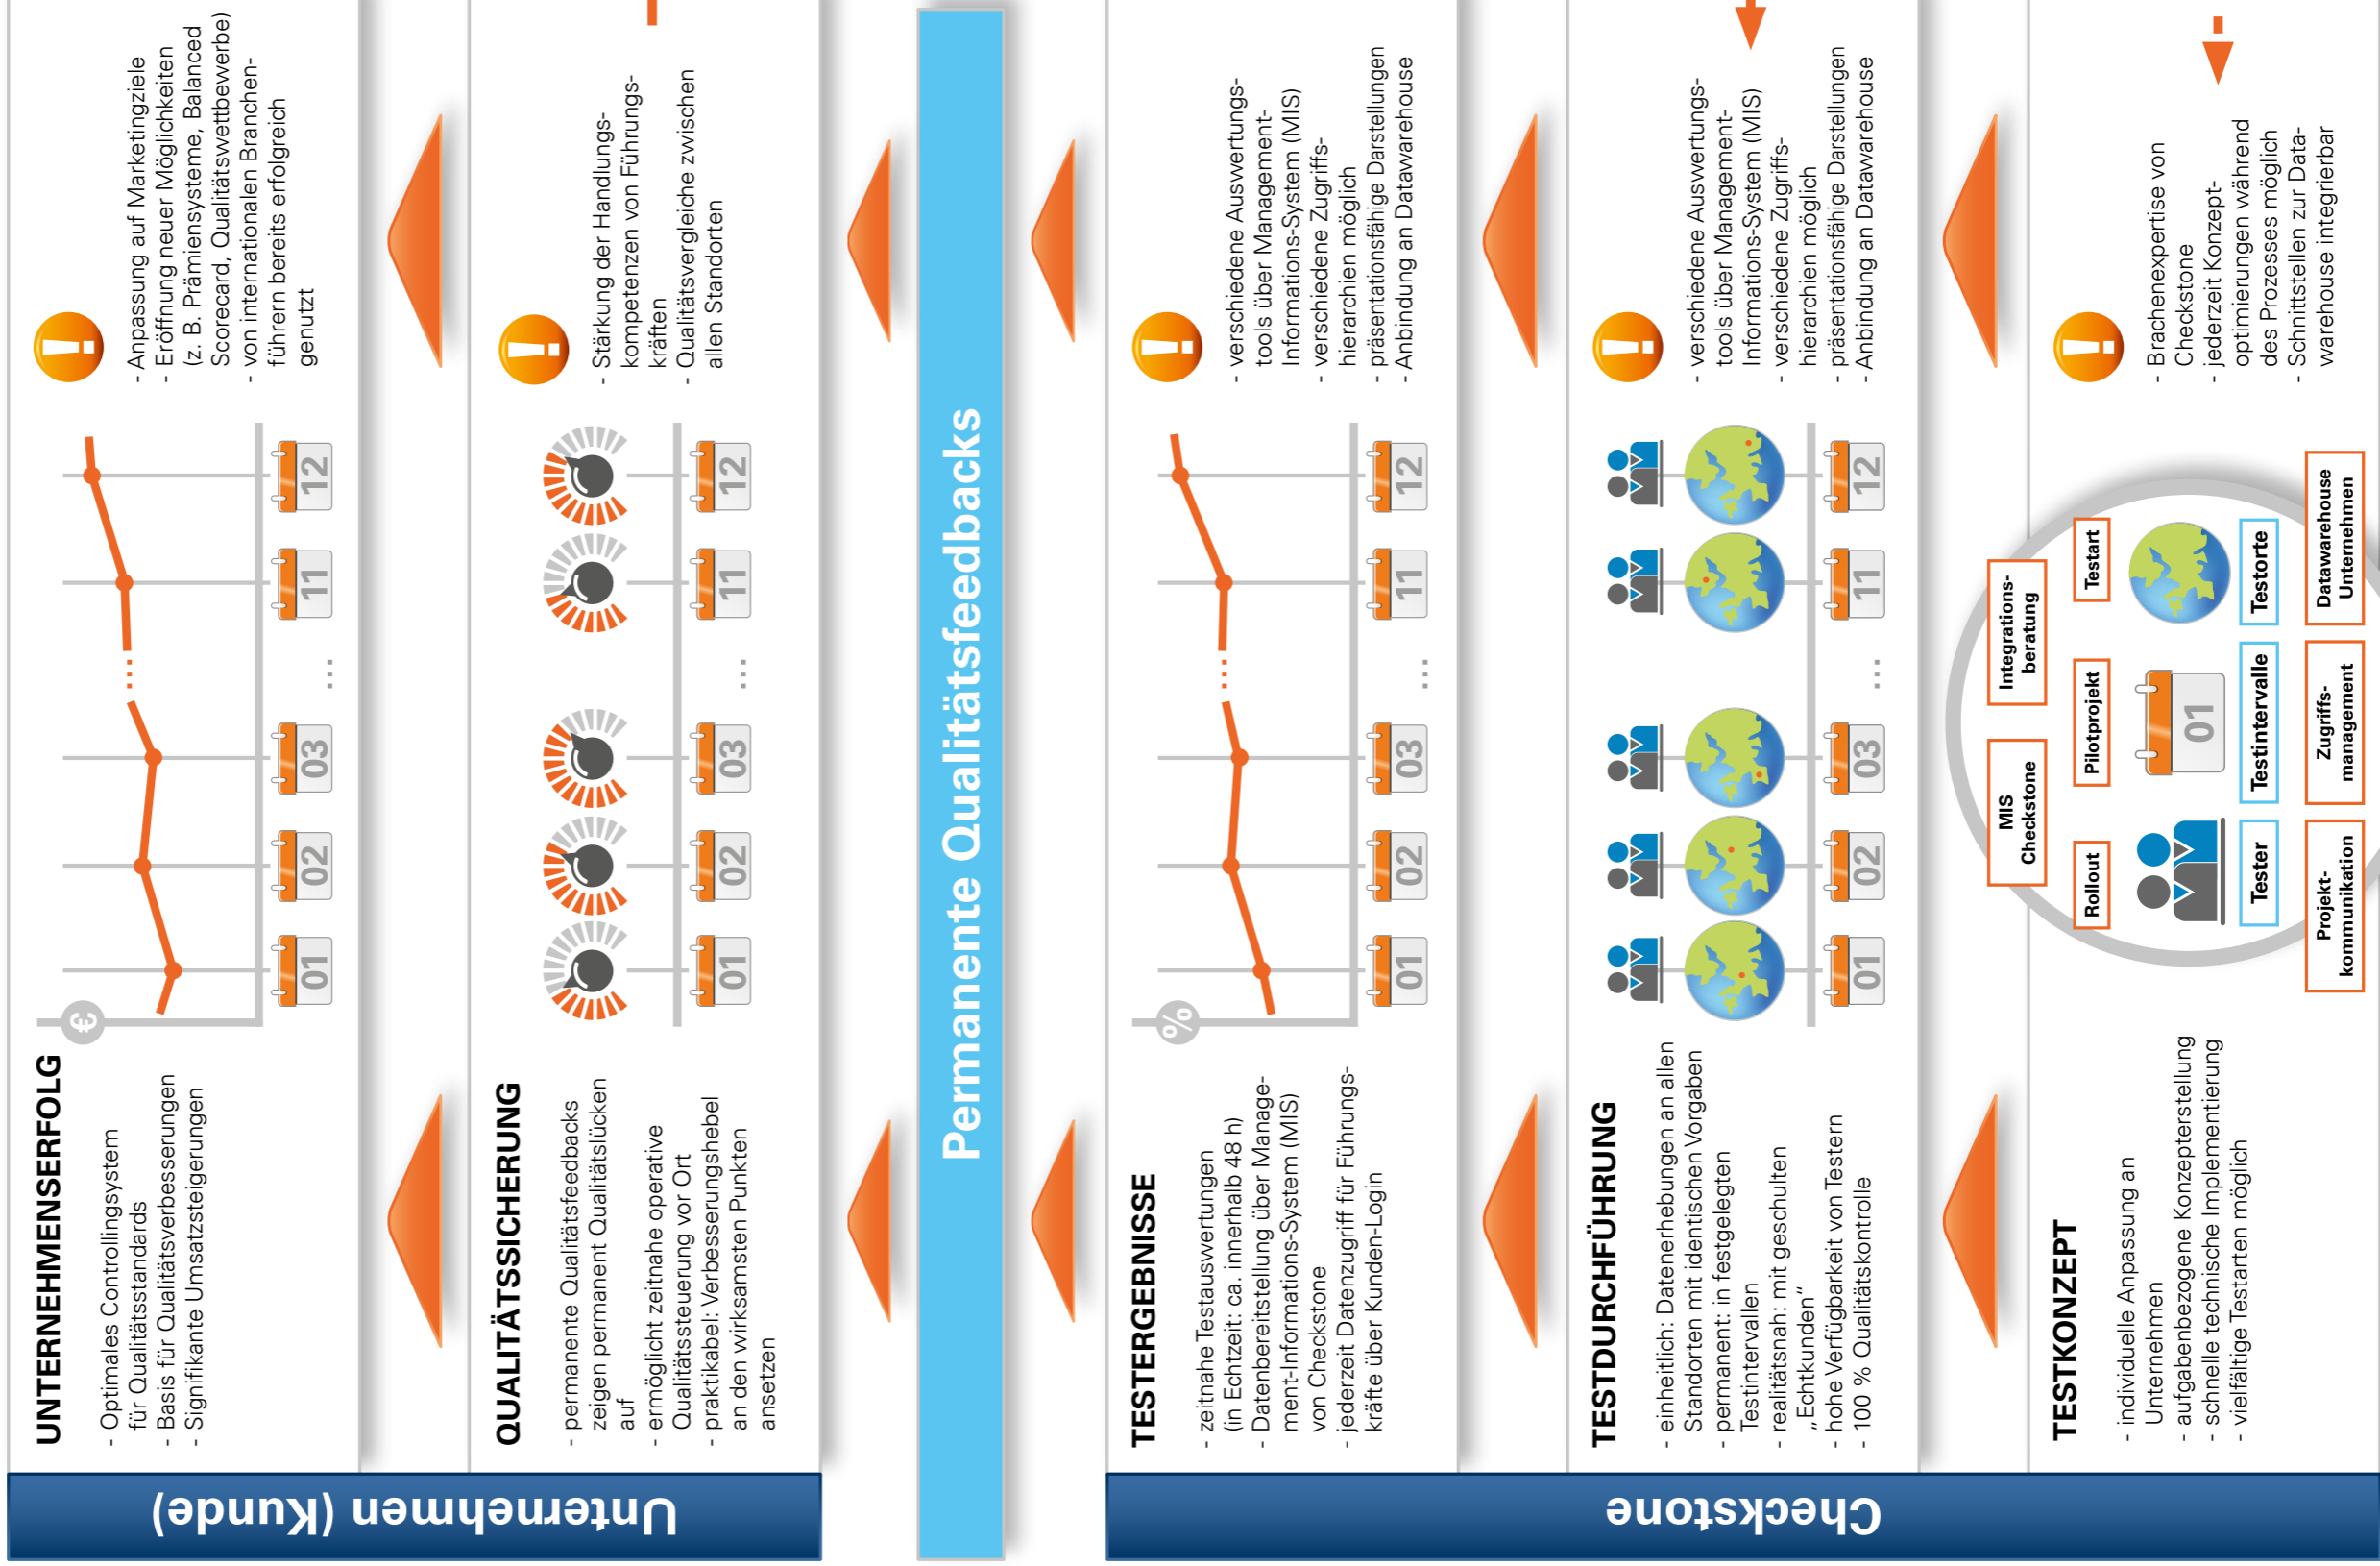 UNTERNEHMENSERFOLG
- Optimales Controllingsystem
für Qualitätsstandards
- Basis für Qualitätsverbesserungen
- Signifikante Umsatzsteigerungen
€
01 02 03 ... 11 12
!
- Anpassung auf Marketingziele
- Eröffnung neuer Möglichkeiten
(z. B. Prämiensysteme, Balanced
Scorecard, Qualitätswettbewerbe)
- von internationalen Branchen-
führern bereits erfolgreich
genutzt
QUALITÄTSSICHERUNG
- permanente Qualitätsfeedbacks
zeigen permanent Qualitätslücken
auf
- ermöglicht zeitnahe operative
Qualitätssteuerung vor Ort
- praktikabel: Verbesserungshebel
an den wirksamsten Punkten
ansetzen
01 02 03 ... 11 12
!
- Stärkung der Handlungs-
kompetenzen von Führungs-
kräften
- Qualitätsvergleiche zwischen
allen Standorten
Unternehmen (Kunde)
Permanente Qualitätsfeedbacks
TESTERGEBNISSE
- zeitnahe Testauswertungen
(in Echtzeit: ca. innerhalb 48 h)
- Datenbereitstellung über Manage-
ment-Informations-System (MIS)
von Checkstone
- jederzeit Datenzugriff für Führungs-
kräfte über Kunden-Login
%
01 02 03 ... 11 12
!
- verschiedene Auswertungs-
tools über Management-
Informations-System (MIS)
- verschiedene Zugriffs-
hierarchien möglich
- präsentationsfähige Darstellungen
- Anbindung an Datawarehouse
TESTDURCHFÜHRUNG
- einheitlich: Datenerhebungen an allen
Standorten mit identischen Vorgaben
- permanent: in festgelegten
Testintervallen
- realitätsnah: mit geschulten
„Echtkunden“
- hohe Verfügbarkeit von Testern
- 100 % Qualitätskontrolle
01 02 03 ... 11 12
!
- verschiedene Auswertungs-
tools über Management-
Informations-System (MIS)
- verschiedene Zugriffs-
hierarchien möglich
- präsentationsfähige Darstellungen
- Anbindung an Datawarehouse
TESTKONZEPT
- individuelle Anpassung an
Unternehmen
- aufgabenbezogene Konzepterstellung
- schnelle technische Implementierung
- vielfältige Testarten möglich
MIS
Checkstone
Integrations-
beratung
Rollout
Pilotprojekt
Testart
01
Tester
Testintervalle
Testorte
Projekt-
kommunikation
Zugriffs-
management
Datawarehouse
Unternehmen
!
- Brachenexpertise von
Checkstone
- jederzeit Konzept-
optimierungen während
des Prozesses möglich
- Schnittstellen zur Data-
warehouse integrierbar
Checkstone